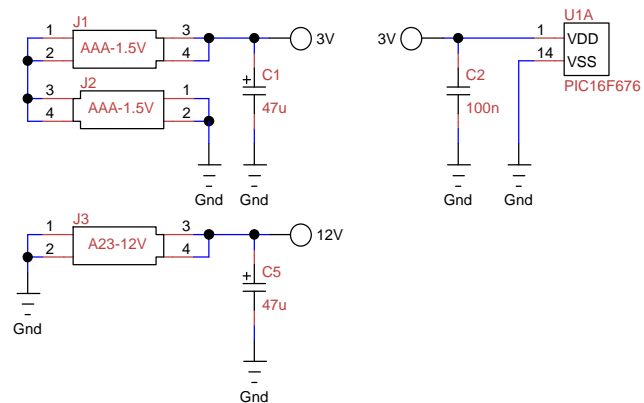 J1
1 AAA-1.5V 3
2 4
3V
J2
3 AAA-1.5V 1
4 2
+ C1
47u
Gnd
Gnd
3V
C2
100n
Gnd
U1A
1 VDD
14 VSS
PIC16F676
Gnd
J3
1 A23-12V 3
2 4
12V
+ C5
47u
Gnd
Gnd